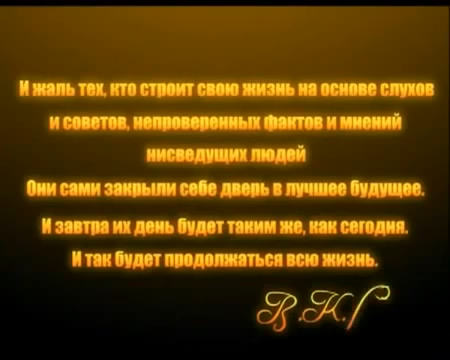 И жаль тех, кто строит свою жизнь на основе слухов
и советов, непроверенных фактов и мнений
нисведущих людей
Они сами закрыли себе дверь в лучшее будущее.
И завтра их день будет таким же, как сегодня.
И так будет продолжаться всю жизнь.